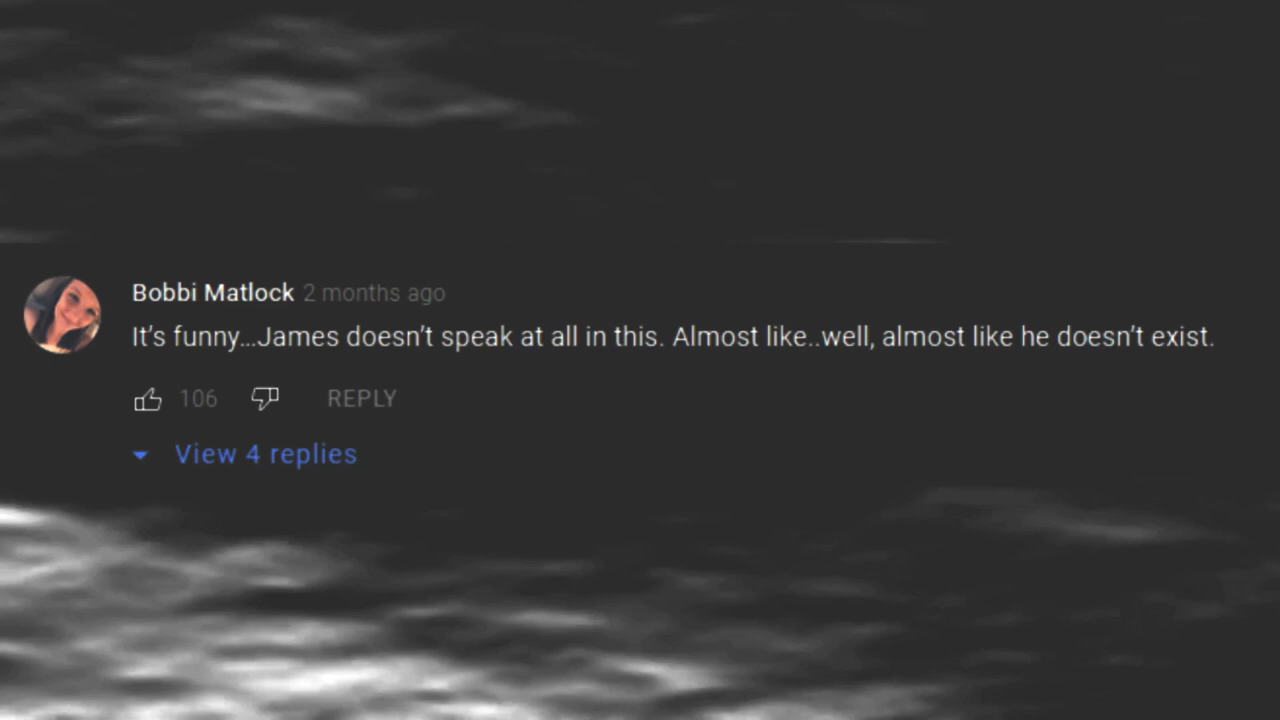 Bobbi Matlock 2 months ago
It's funny...James doesn't speak at all in this. Almost like..well, almost like he doesn't exist.
106 REPLY
View 4 replies